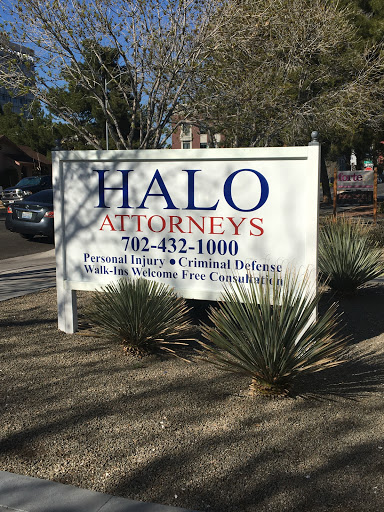 HALO
ATTORNEYS
702-432-1000
Personal Injury ● Criminal Defense
Walk-Ins Welcome Free Consultation